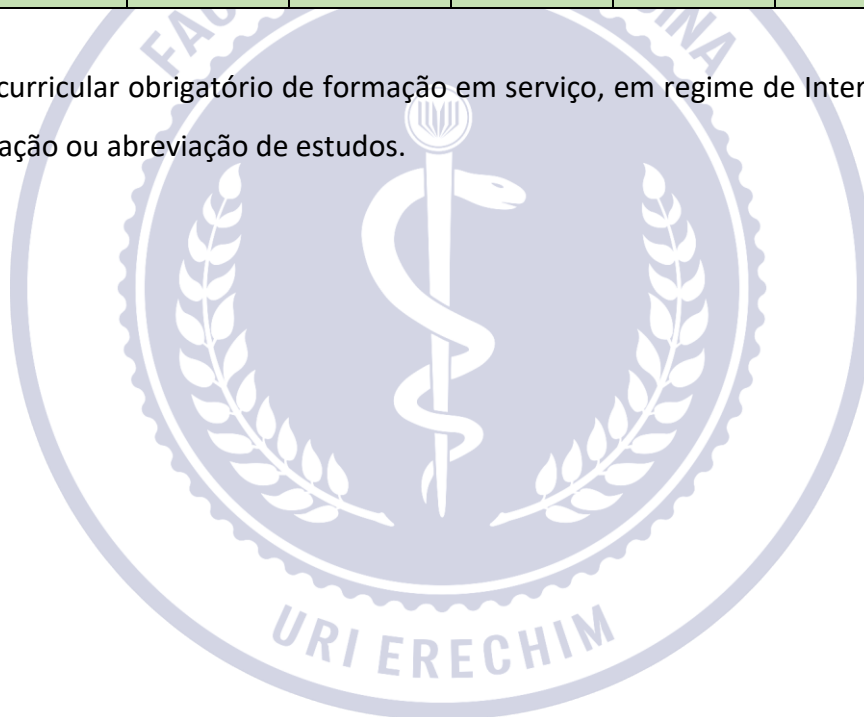 curricular obrigatório de formação em serviço, em regime de Inter
ação ou abreviação de estudos.
URI ERECHIM